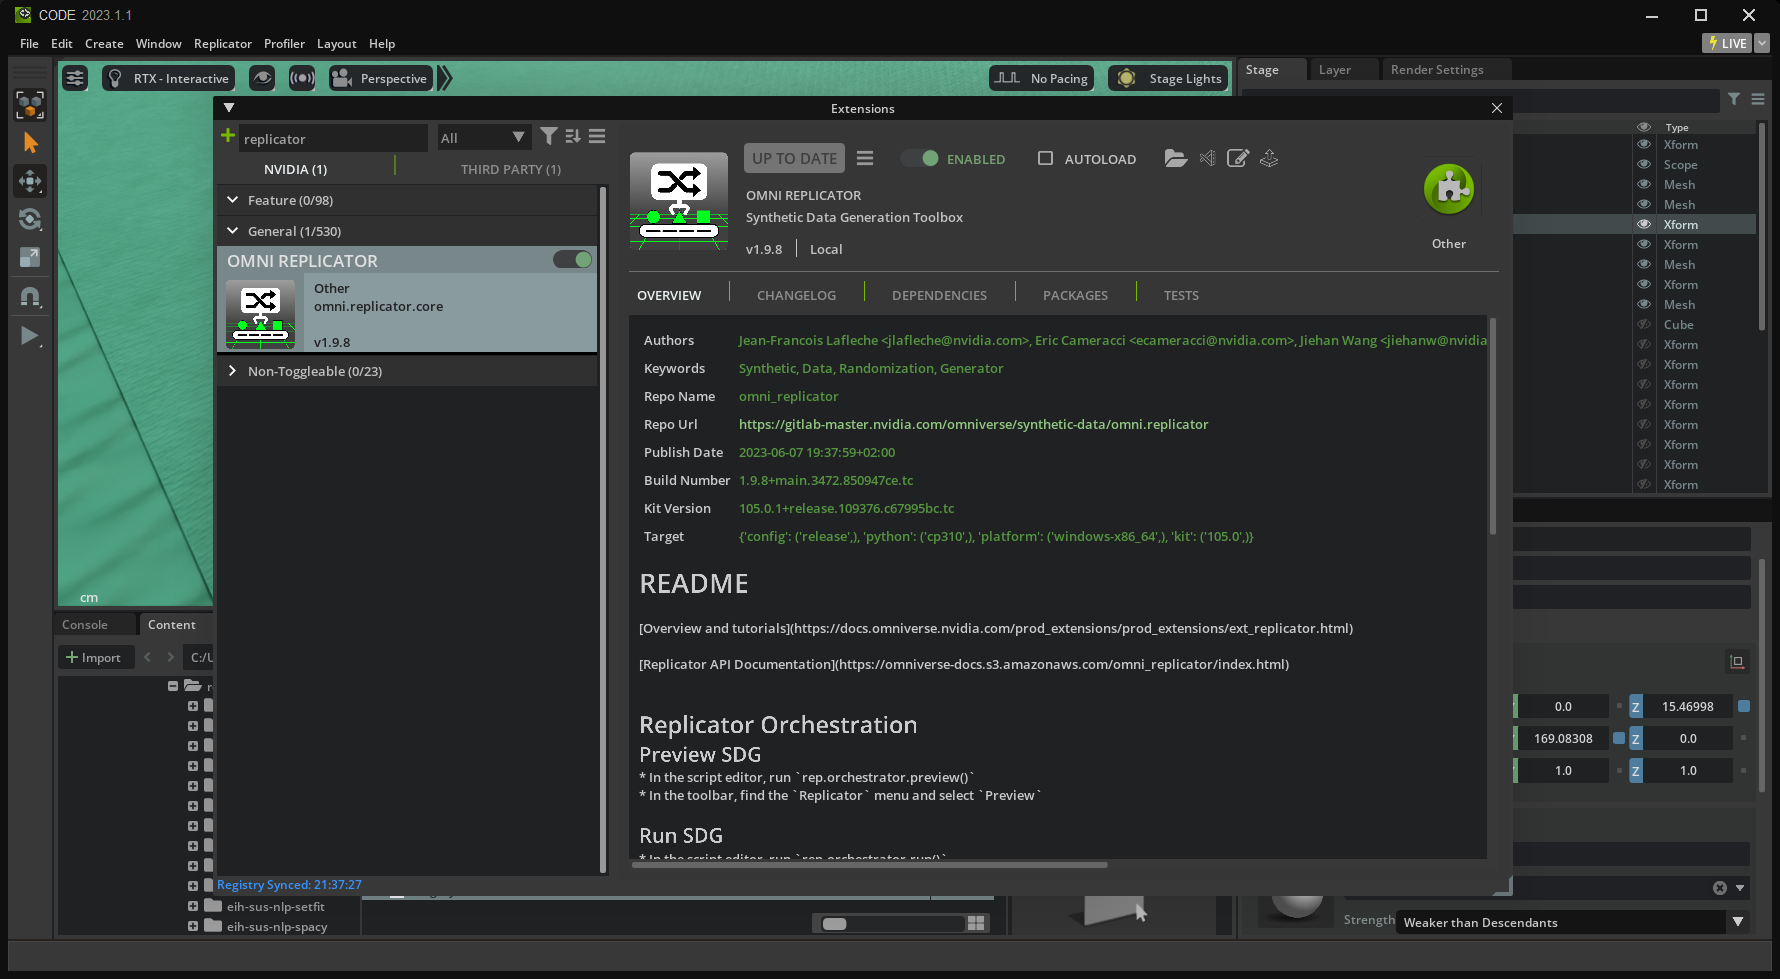 CODE 2023.1.1
File Edit Create Window Replicator Profiler Layout Help
LIVE
RTX - Interactive
Perspective
No Pacing
Stage Lights
Stage Layer Render Settings
Extensions
replicator
All
NVIDIA (1)
THIRD PARTY (1)
Feature (0/98)
General (1/530)
OMNI REPLICATOR
Other
omni.replicator.core
v1.9.8
Non-Toggleable (0/23)
Registry Synced: 21:37:27
UP TO DATE
ENABLED
AUTOLOAD
OMNI REPLICATOR
Synthetic Data Generation Toolbox
v1.9.8 Local
Other
OVERVIEW CHANGELOG DEPENDENCIES PACKAGES TESTS
Authors Jean-Francois Lafleche <jlafleche@nvidia.com>, Eric Cameracci <ecameracci@nvidia.com>, Jiehan Wang <jiehanw@nvidia
Keywords Synthetic, Data, Randomization, Generator
Repo Name omni_replicator
Repo Url https://gitlab-master.nvidia.com/omniverse/synthetic-data/omni.replicator
Publish Date 2023-06-07 19:37:59+02:00
Build Number 1.9.8+main.3472.850947ce.tc
Kit Version 105.0.1+release.109376.c67995bc.tc
Target {'config': ('release',), 'python': ('cp310',), 'platform': ('windows-x86_64',), 'kit': ('105.0',)}
README
[Overview and tutorials](https://docs.omniverse.nvidia.com/prod_extensions/prod_extensions/ext_replicator.html)
[Replicator API Documentation](https://omniverse-docs.s3.amazonaws.com/omni_replicator/index.html)
Replicator Orchestration
Preview SDG
* In the script editor, run `rep.orchestrator.preview()`
* In the toolbar, find the `Replicator` menu and select `Preview`
Run SDG
* In the script editor, run `rep.orchestrator.run()`
Type
Xform
Scope
Mesh
Mesh
Xform
Xform
Mesh
Xform
Mesh
Cube
Xform
Xform
Xform
Xform
Xform
Xform
Xform
Xform
cm
Console Content
Import
C:/U
eih-sus-nlp-setfit
eih-sus-nlp-spacy
0.0 Z 15.46998
169.08308 Z 0.0
1.0 Z 1.0
Strength Weaker than Descendants